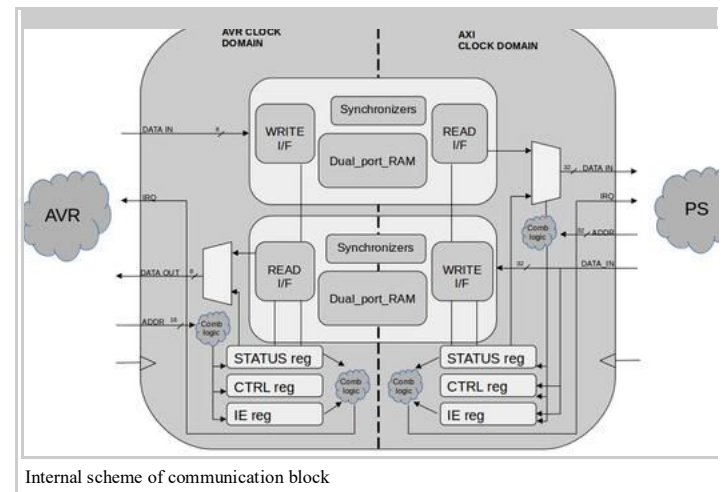 AVR CLOCK
DOMAIN
AXI
CLOCK DOMAIN
Synchronizers
WRITE
I/F
READ
I/F
Dual_port_RAM
DATA IN
8
32
DATA IN
IRQ
IRQ
AVR
PS
Comb
logic
32
ADDR
Synchronizers
READ
I/F
WRITE
I/F
Dual_port_RAM
32
DATA_IN
DATA OUT
8
ADDR
16
Comb
logic
STATUS reg
CTRL reg
IE reg
Comb
logic
Comb
logic
STATUS reg
CTRL reg
IE reg
Internal scheme of communication block